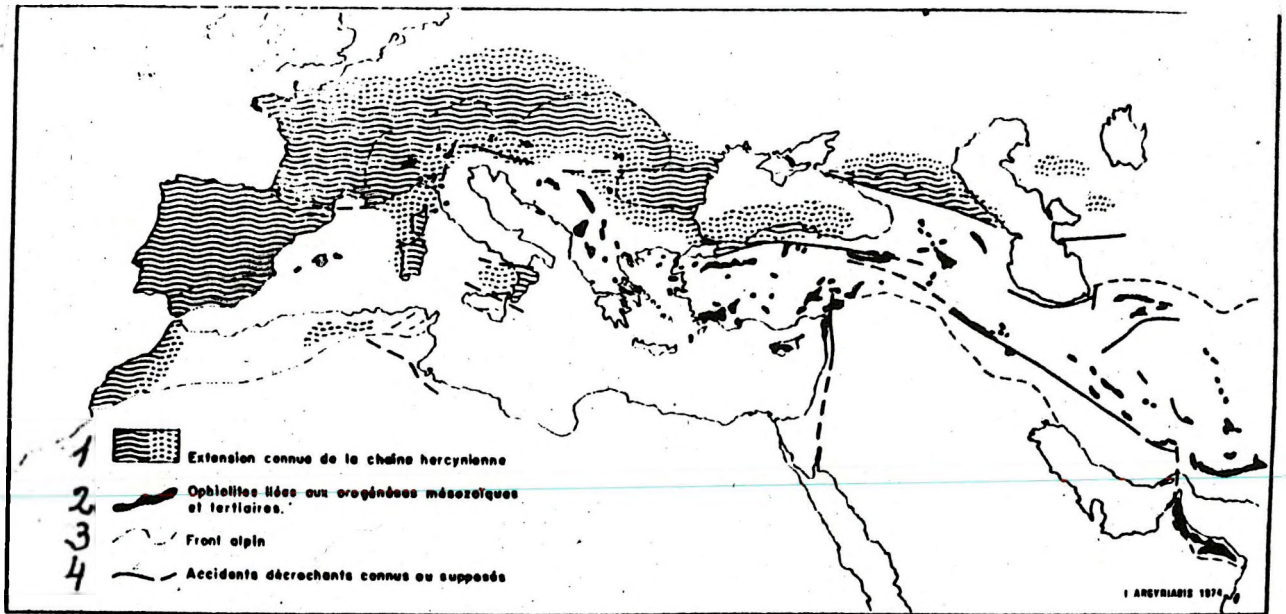 1 Extension connue de la chaîne hercynienne
2 Ophiolites liées aux orogénèses mésozoïques
et tertiaires.
3 Front alpin
4 Accidents décrochants connus ou supposés
I ARGYRIADIS 1974